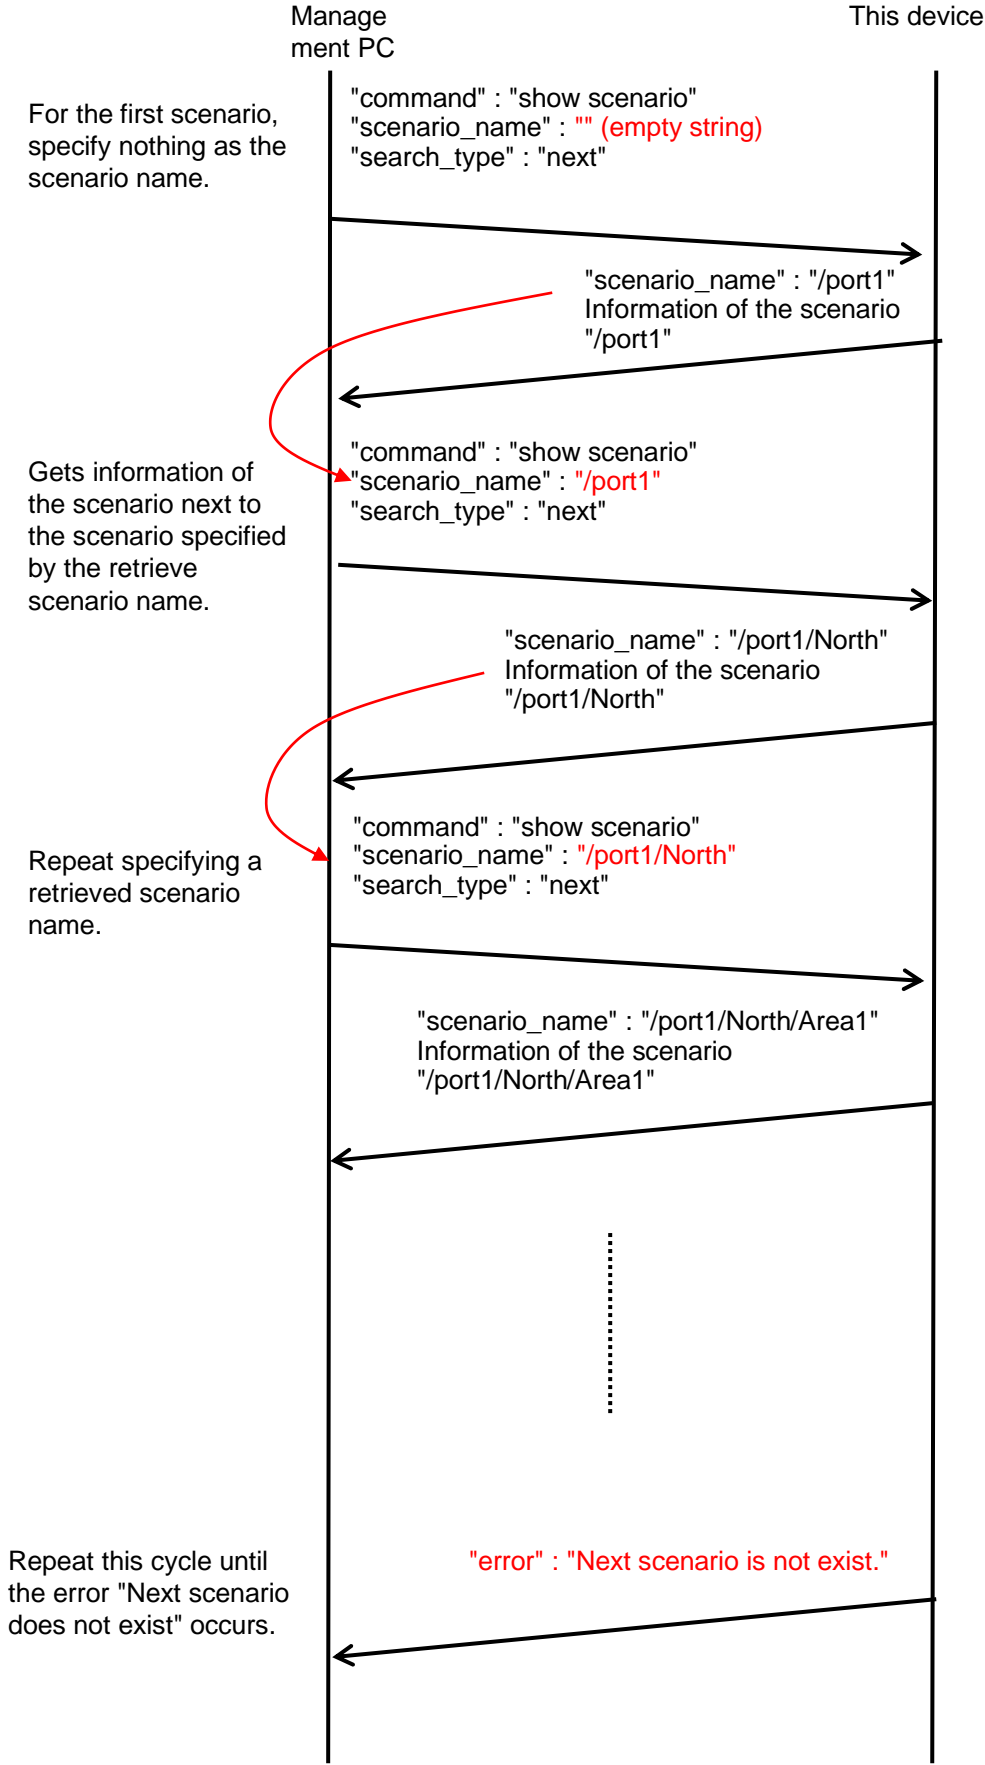 Manage
ment PC
This device
For the first scenario,
specify nothing as the
scenario name.
"command" : "show scenario"
"scenario_name" : "" (empty string)
"search_type" : "next"
"scenario_name" : "/port1"
Information of the scenario
"/port1"
Gets information of
the scenario next to
the scenario specified
by the retrieve
scenario name.
"command" : "show scenario"
"scenario_name" : "/port1"
"search_type" : "next"
"scenario_name" : "/port1/North"
Information of the scenario
"/port1/North"
Repeat specifying a
retrieved scenario
name.
"command" : "show scenario"
"scenario_name" : "/port1/North"
"search_type" : "next"
"scenario_name" : "/port1/North/Area1"
Information of the scenario
"/port1/North/Area1"
Repeat this cycle until
the error "Next scenario
does not exist" occurs.
"error" : "Next scenario is not exist."